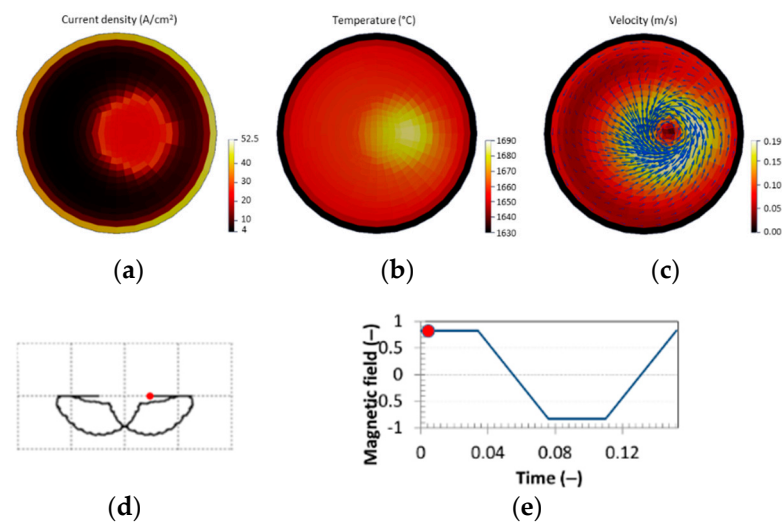 Current density (A/cm²)
Temperature (°C)
Velocity (m/s)
52.5
40
30
20
10
4
1690
1680
1670
1660
1650
1640
1630
0.19
0.15
0.10
0.05
0.00
(a)
(b)
(c)
Magnetic field (–)
1
0.5
0
-0.5
-1
0
0.04
0.08
0.12
Time (–)
(d)
(e)